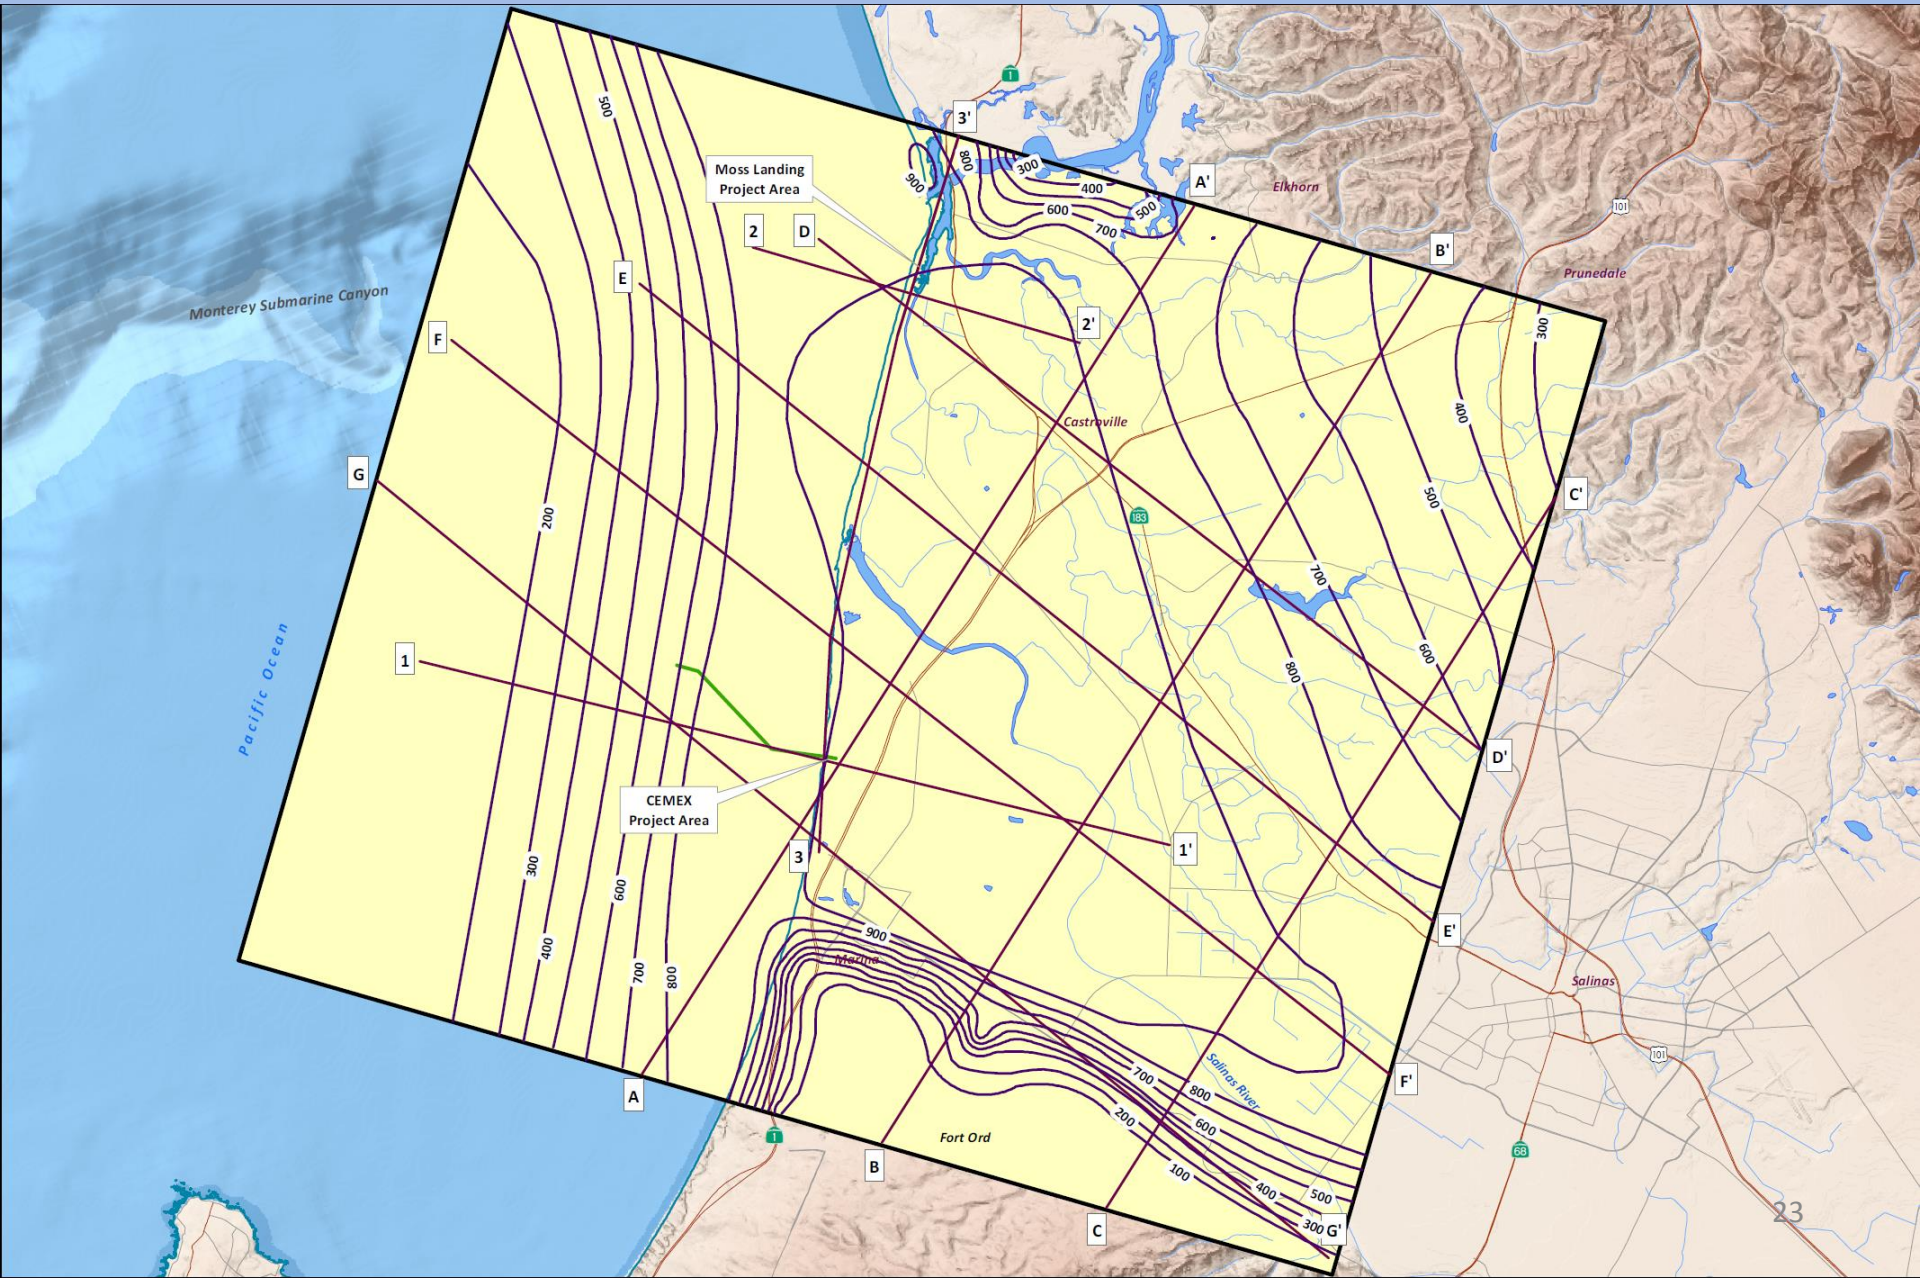 1
3'
500
800
300
Moss Landing
Project Area
900
400
A'
Elkhorn
101
500
600
700
2
D
B'
Prunedale
E
Monterey Submarine Canyon
2'
300
F
400
Castroville
G
C'
500
200
183
700
Pacific Ocean
1
600
800
D'
CEMEX
Project Area
3
1'
300
600
900
E'
400
Marina
700
800
Salinas
101
Salinas River
700
F'
A
800
200
600
1
Fort Ord
68
B
100
400
500
23
C
300
G'